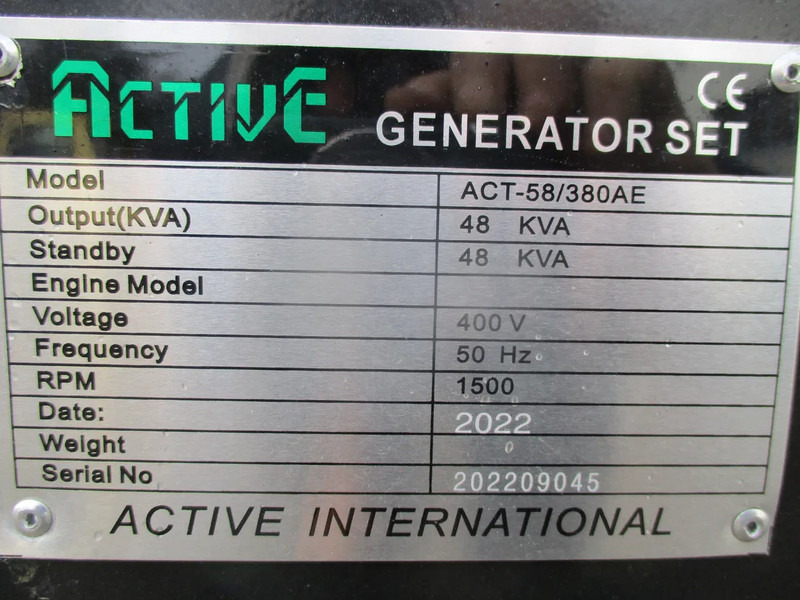 ACTIVE CE
GENERATOR SET
Model ACT-58/380AE
Output(KVA) 48 KVA
Standby 48 KVA
Engine Model
Voltage 400 V
Frequency 50 Hz
RPM 1500
Date: 2022
Weight 0
Serial No 202209045
ACTIVE INTERNATIONAL